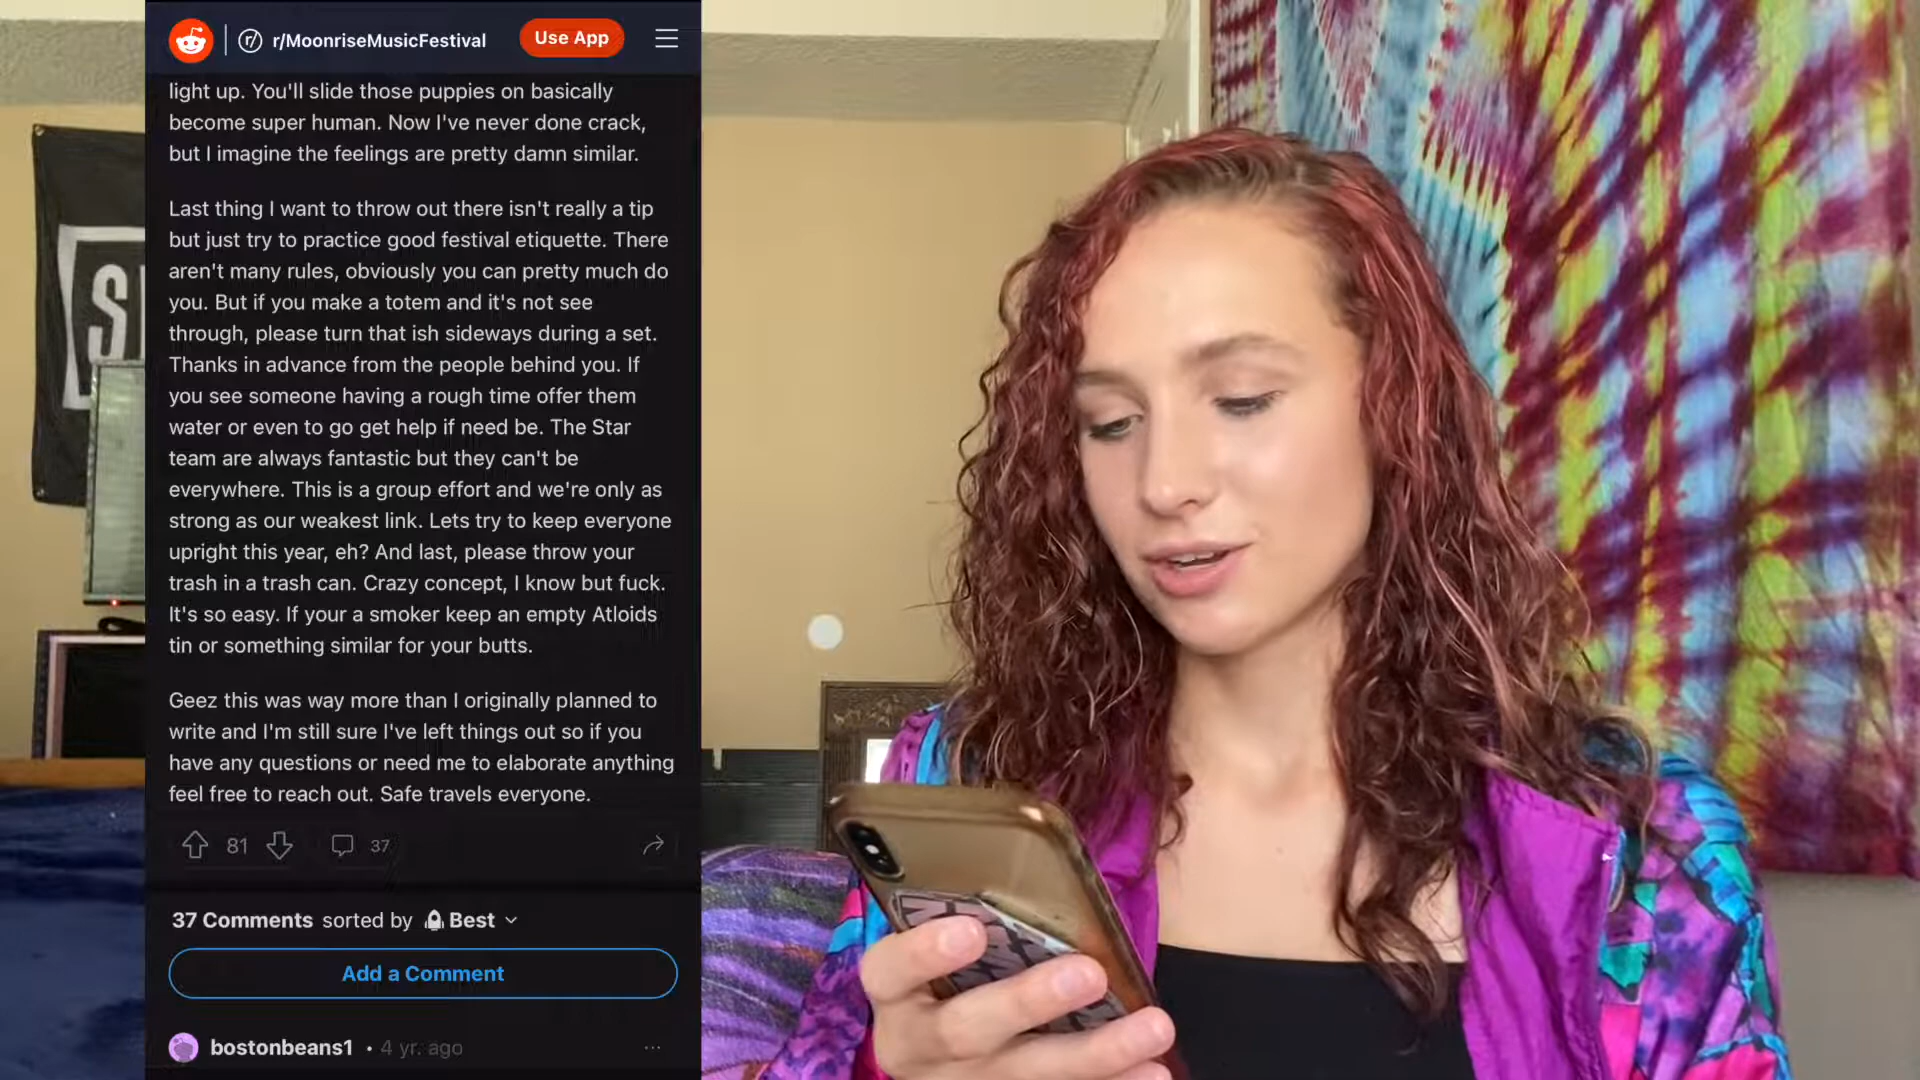 r/MoonriseMusicFestival
Use App
light up. You'll slide those puppies on basically
become super human. Now I've never done crack,
but I imagine the feelings are pretty damn similar.
Last thing I want to throw out there isn't really a tip
but just try to practice good festival etiquette. There
aren't many rules, obviously you can pretty much do
you. But if you make a totem and it's not see
through, please turn that ish sideways during a set.
Thanks in advance from the people behind you. If
you see someone having a rough time offer them
water or even to go get help if need be. The Star
team are always fantastic but they can't be
everywhere. This is a group effort and we're only as
strong as our weakest link. Lets try to keep everyone
upright this year, eh? And last, please throw your
trash in a trash can. Crazy concept, I know but fuck.
It's so easy. If your a smoker keep an empty Atloids
tin or something similar for your butts.
Geez this was way more than I originally planned to
write and I'm still sure I've left things out so if you
have any questions or need me to elaborate anything
feel free to reach out. Safe travels everyone.
81 37
37 Comments sorted by Best
Add a Comment
bostonbeans1 • 4 yr. ago